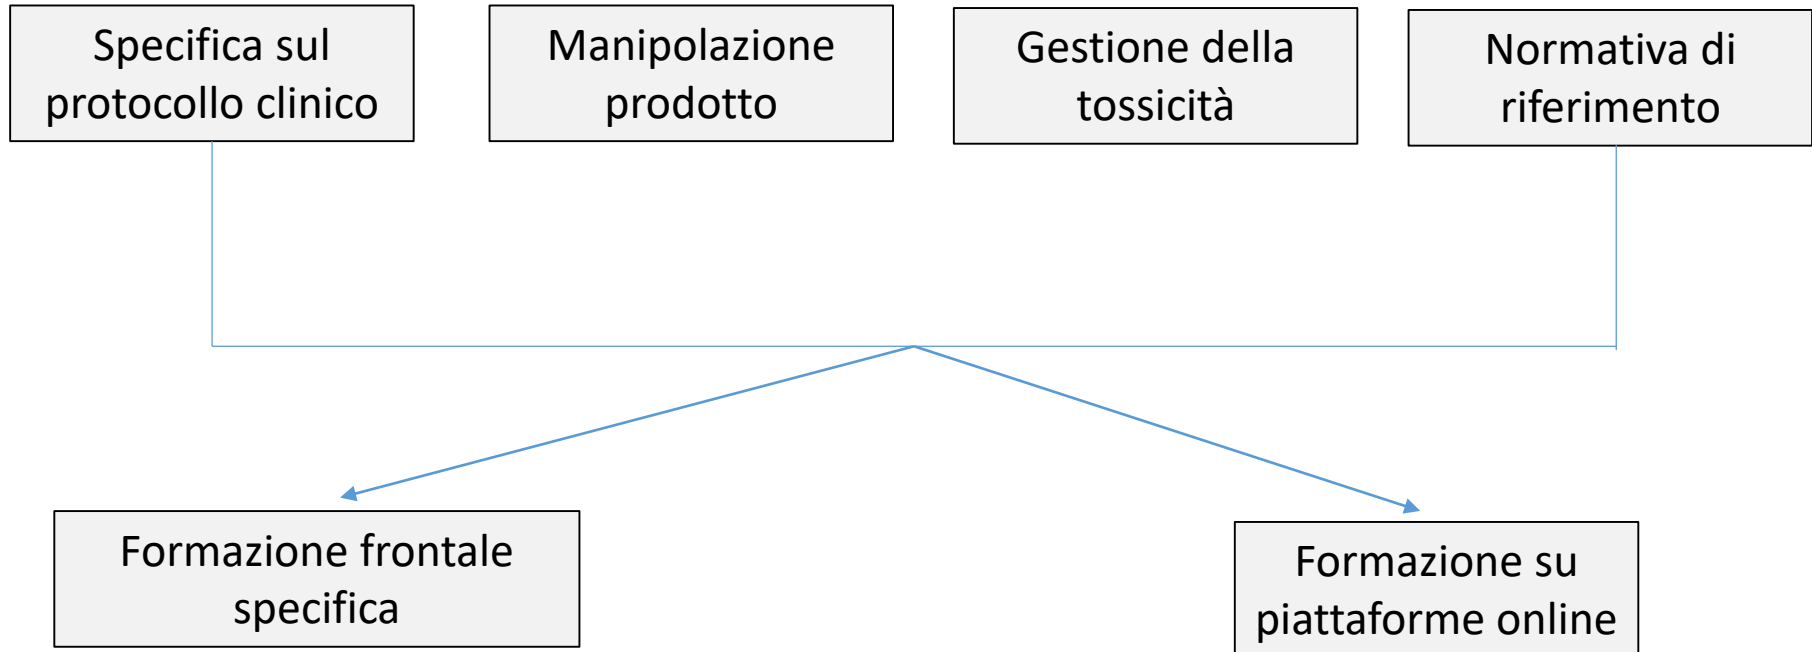 Specifica sul
protocollo clinico
Manipolazione
prodotto
Gestione della
tossicità
Normativa di
riferimento
Formazione frontale
specifica
Formazione su
piattaforme online